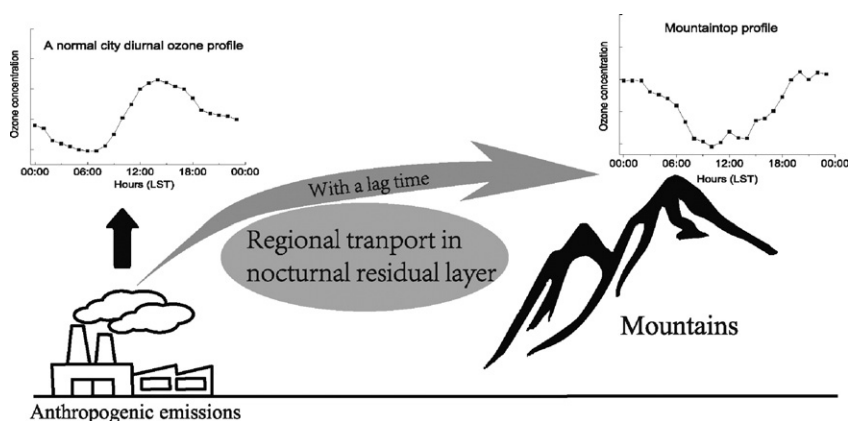 A normal city diurnal ozone profile
Ozone concentration
00:00 06:00 12:00 18:00 00:00
Hours (LST)
Mountaintop profile
Ozone concentration
00:00 06:00 12:00 18:00 00:00
Hours (LST)
With a lag time
Regional tranport in
nocturnal residual layer
Mountains
Anthropogenic emissions